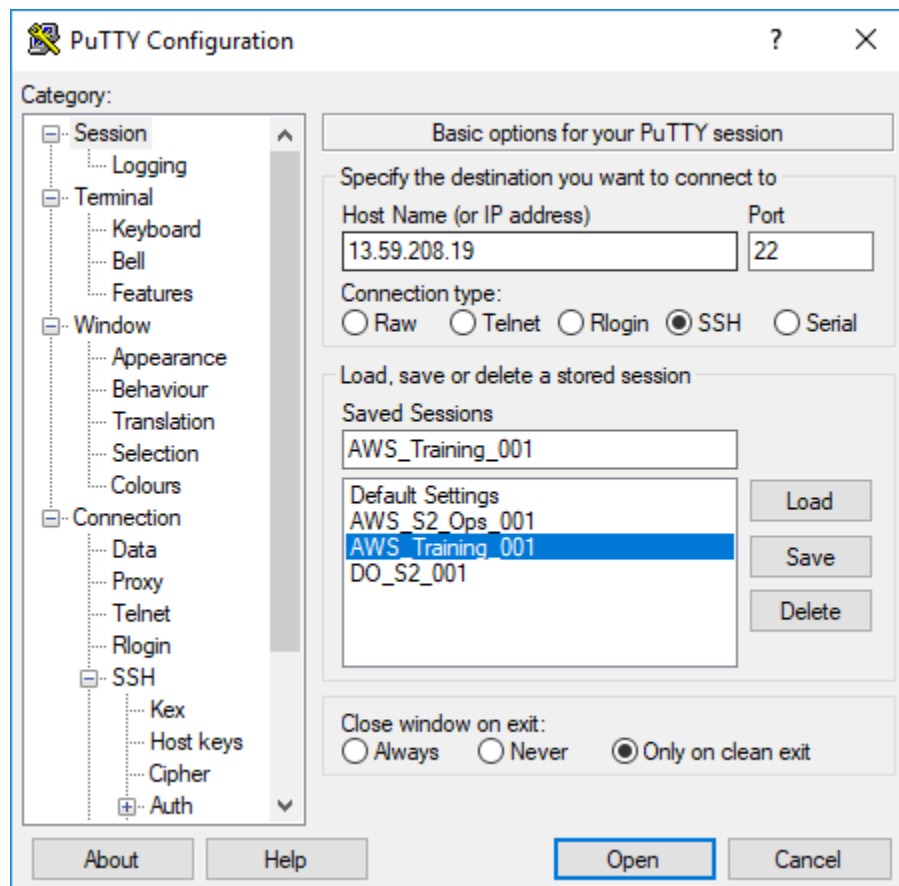 PuTTY Configuration
?
Category:
Session
Logging
Terminal
Keyboard
Bell
Features
Window
Appearance
Behaviour
Translation
Selection
Colours
Connection
Data
Proxy
Telnet
Rlogin
SSH
Kex
Host keys
Cipher
Auth
Basic options for your PuTTY session
Specify the destination you want to connect to
Host Name (or IP address) Port
13.59.208.19 22
Connection type:
Raw Telnet Rlogin SSH Serial
Load, save or delete a stored session
Saved Sessions
AWS_Training_001
Default Settings
AWS_S2_Ops_001
AWS_Training_001
DO_S2_001
Load
Save
Delete
Close window on exit:
Always Never Only on clean exit
About Help Open Cancel